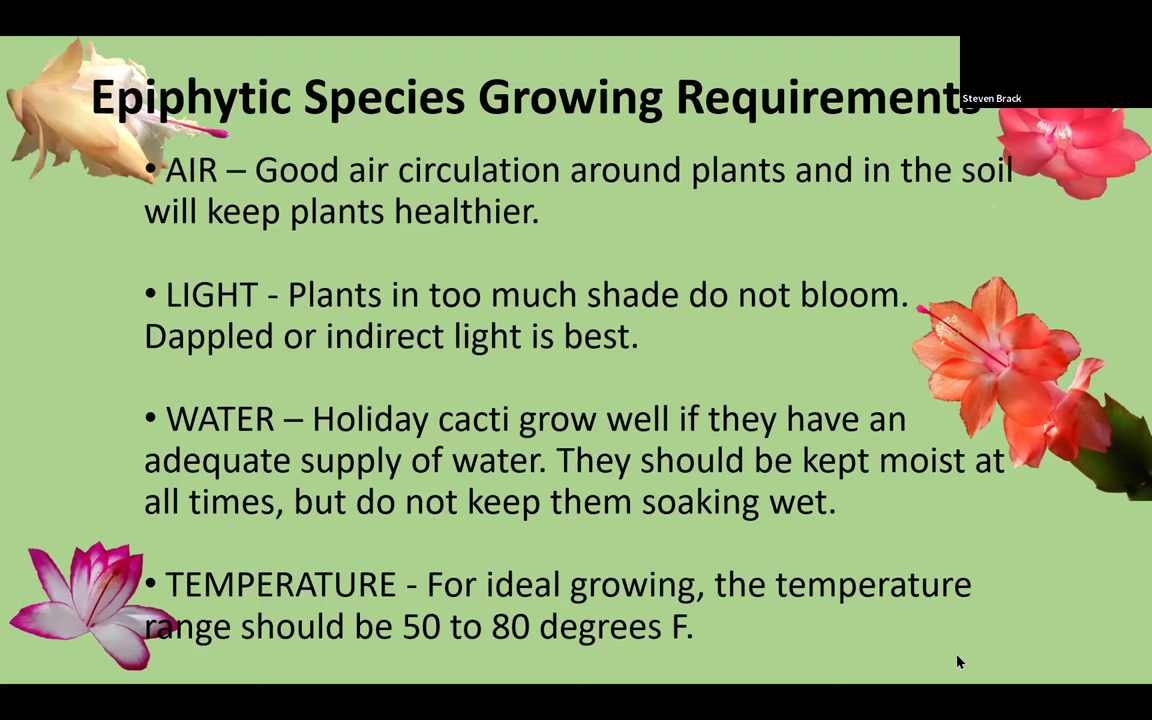 Epiphytic Species Growing Requirements
Steven Brack
• AIR – Good air circulation around plants and in the soil
will keep plants healthier.
• LIGHT - Plants in too much shade do not bloom.
Dappled or indirect light is best.
• WATER – Holiday cacti grow well if they have an
adequate supply of water. They should be kept moist at
all times, but do not keep them soaking wet.
• TEMPERATURE - For ideal growing, the temperature
range should be 50 to 80 degrees F.